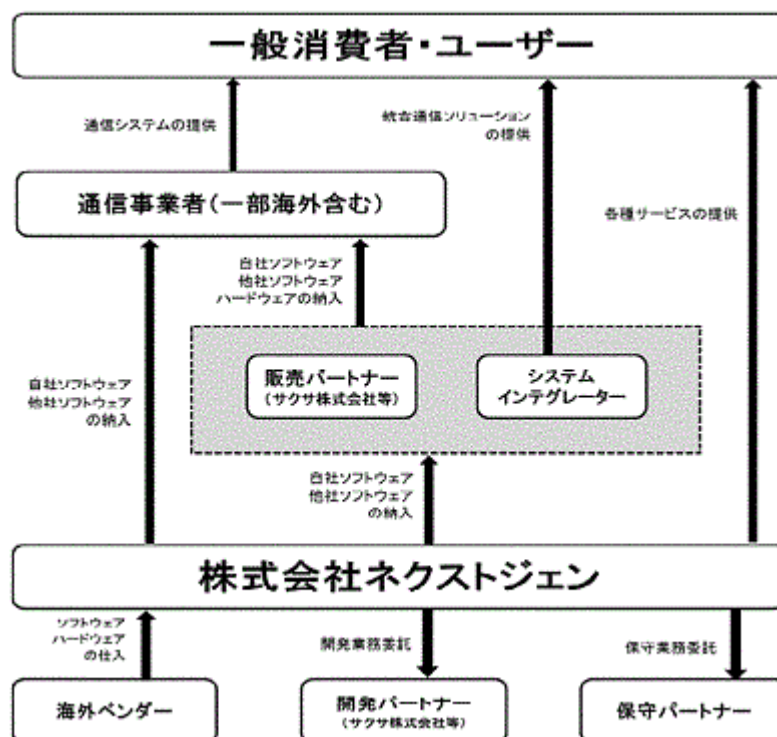 一般消費者・ユーザー
通信システムの提供
統合通信ソリューション
の提供
通信事業者(一部海外含む)
各種サービスの提供
自社ソフトウェア
他社ソフトウェア
ハードウェアの納入
販売パートナー
(サクサ株式会社等)
システム
インテグレーター
自社ソフトウェア
他社ソフトウェア
の納入
自社ソフトウェア
他社ソフトウェア
の納入
株式会社ネクストジェン
ソフトウェア
ハードウェア
の仕入
開発業務委託
保守業務委託
海外ベンダー
開発パートナー
(サクサ株式会社等)
保守パートナー